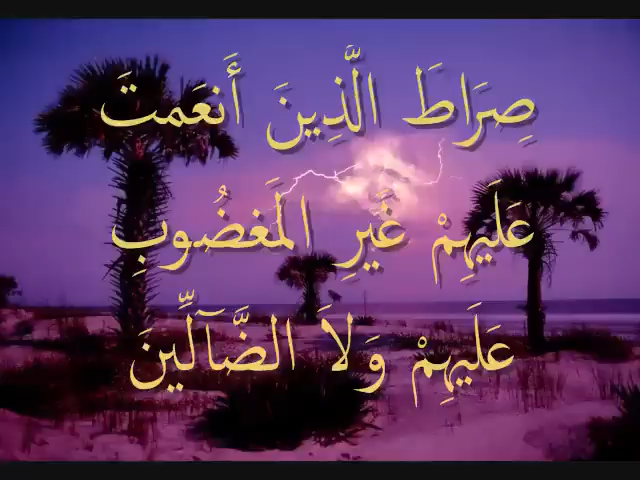 صِرَاطَ الَّذِينَ أَنعَمتَ
عَلَيهِمْ غَيرِ المَغضُوبِ
عَلَيهِمْ وَلاَ الضَّآلِّينَ